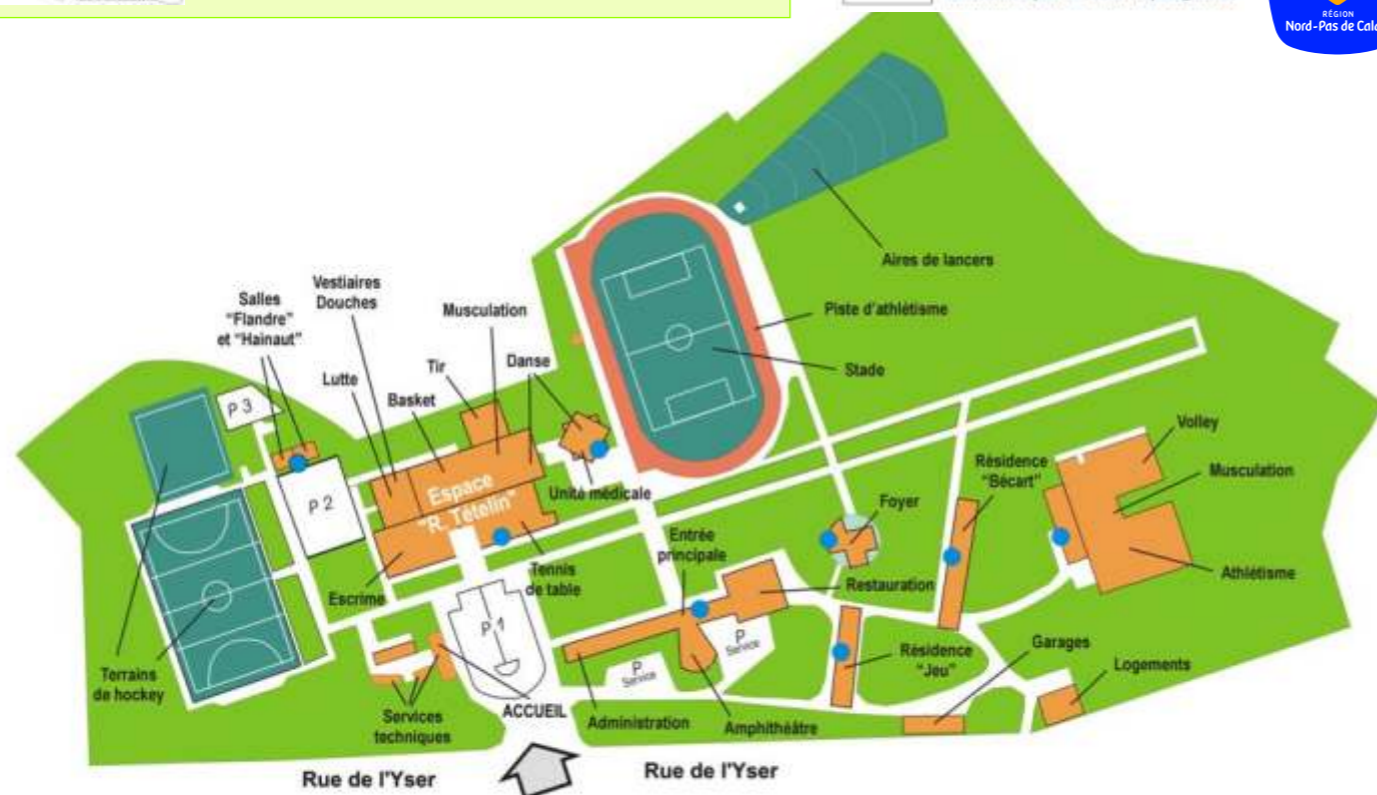 RÉGION
Nord-Pas de Cala
Aires de lancers
Piste d'athlétisme
Stade
Vestiaires
Douches
Salles
"Flandre"
et "Hainaut"
Musculation
Tir
Danse
Lutte
Basket
P 3
P 2
Espace
"R. Tételin"
Unité médicale
Volley
Résidence
"Bécart"
Musculation
Foyer
Entrée
principale
Athlétisme
Restauration
Tennis
de table
Escrime
P 1
P
Service
P
Service
Résidence
"Jeu"
Garages
Logements
Terrains
de hockey
Services
techniques
ACCUEIL
Administration
Amphithéâtre
Rue de l'Yser
Rue de l'Yser